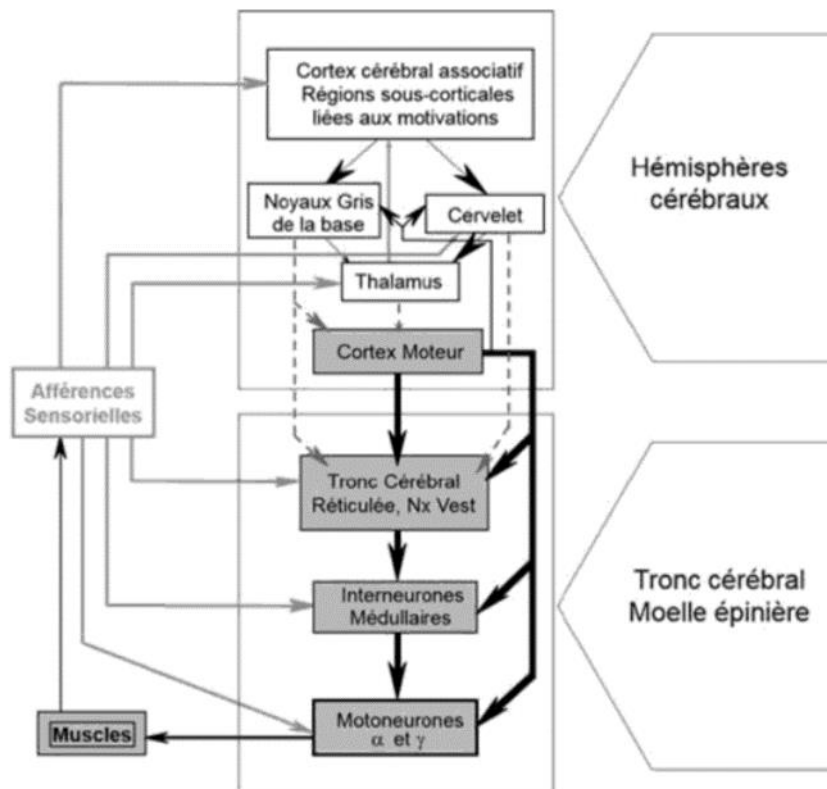 Cortex cérébral associatif
Régions sous-corticales
liées aux motivations
Hémisphères
cérébraux
Noyaux Gris
de la base
Cervelet
Thalamus
Cortex Moteur
Afférences
Sensorielles
Tronc Cérébral
Réticulée, Nx Vest
Tronc cérébral
Moelle épinière
Interneurones
Médullaires
Muscles
Motoneurones
α et γ